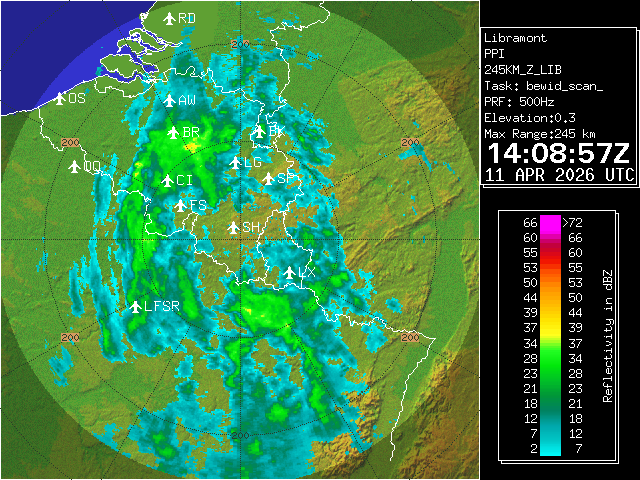 Libramont
PPI
245KM_Z_LIB
Task: bewid_scan_
PRF: 500Hz
Elevation:0.3
Max Range:245 km
14:08:57Z
11 APR 2026 UTC
RD
200
OS
AW
BR
200
200
LG
CI
SP
FS
SH
LX
LFSR
200
200
200
66 >72
60 66
55 60
53 55
50 53
44 50
39 44
37 39
34 37
28 34
23 28
21 23
18 21
12 18
7 12
2 7
Reflectivity in dBZ